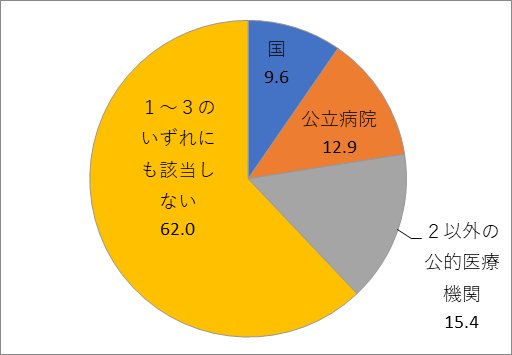 国
9.6
公立病院
12.9
２以外の
公的医療
機関
15.4
１～３の
いずれに
も該当し
ない
62.0